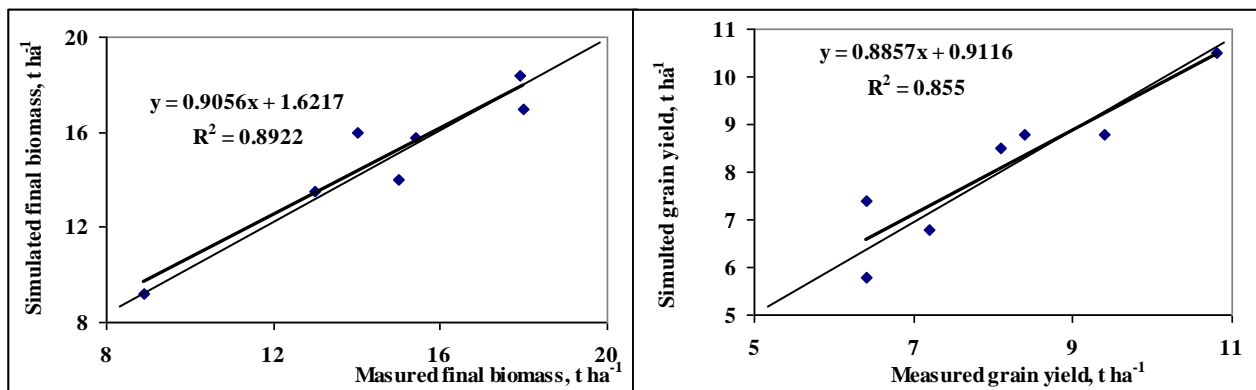 Simulated final biomass, t ha-1
20
16
12
8
y = 0.9056x + 1.6217
R2 = 0.8922
8 12 16 20
Masured final biomass, t ha-1
Simulted grain yield, t ha-1
11
10
9
8
7
6
5
y = 0.8857x + 0.9116
R2 = 0.855
5 7 9 11
Measured grain yield, t ha-1